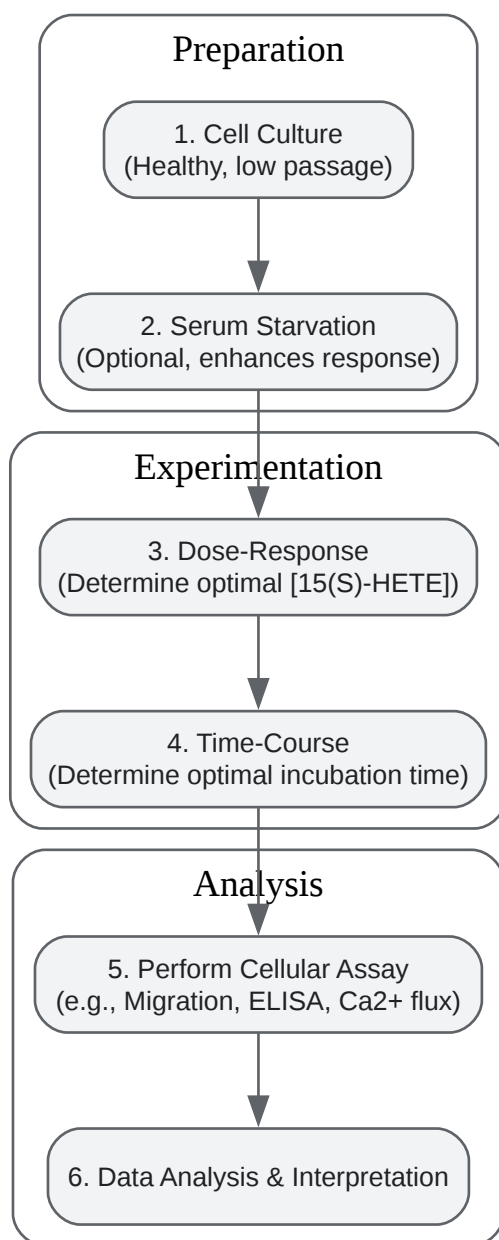 Preparation
1. Cell Culture
(Healthy, low passage)
2. Serum Starvation
(Optional, enhances response)
Experimentation
3. Dose-Response
(Determine optimal [15(S)-HETE])
4. Time-Course
(Determine optimal incubation time)
Analysis
5. Perform Cellular Assay
(e.g., Migration, ELISA, Ca2+ flux)
6. Data Analysis & Interpretation